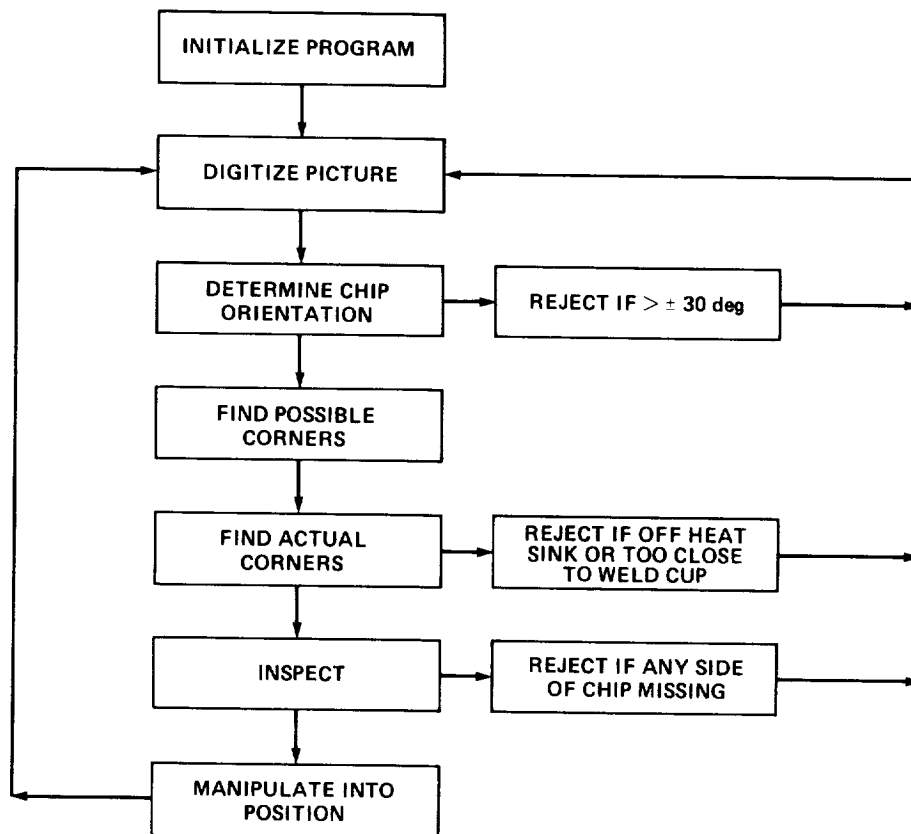 INITIALIZE PROGRAM
DIGITIZE PICTURE
DETERMINE CHIP
ORIENTATION
REJECT IF > ± 30 deg
FIND POSSIBLE
CORNERS
FIND ACTUAL
CORNERS
REJECT IF OFF HEAT
SINK OR TOO CLOSE
TO WELD CUP
INSPECT
REJECT IF ANY SIDE
OF CHIP MISSING
MANIPULATE INTO
POSITION